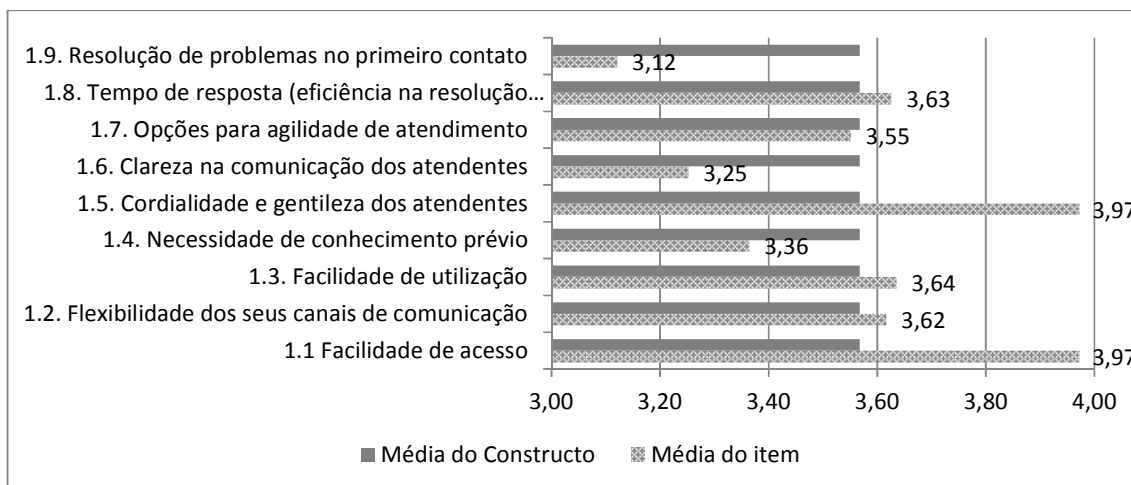 1.9. Resolução de problemas no primeiro contato
3,12
1.8. Tempo de resposta (eficiência na resolução...
3,63
1.7. Opções para agilidade de atendimento
3,55
1.6. Clareza na comunicação dos atendentes
3,25
1.5. Cordialidade e gentileza dos atendentes
3,97
1.4. Necessidade de conhecimento prévio
3,36
1.3. Facilidade de utilização
3,64
1.2. Flexibilidade dos seus canais de comunicação
3,62
1.1 Facilidade de acesso
3,97
3,00 3,20 3,40 3,60 3,80 4,00
Média do Constructo Média do item